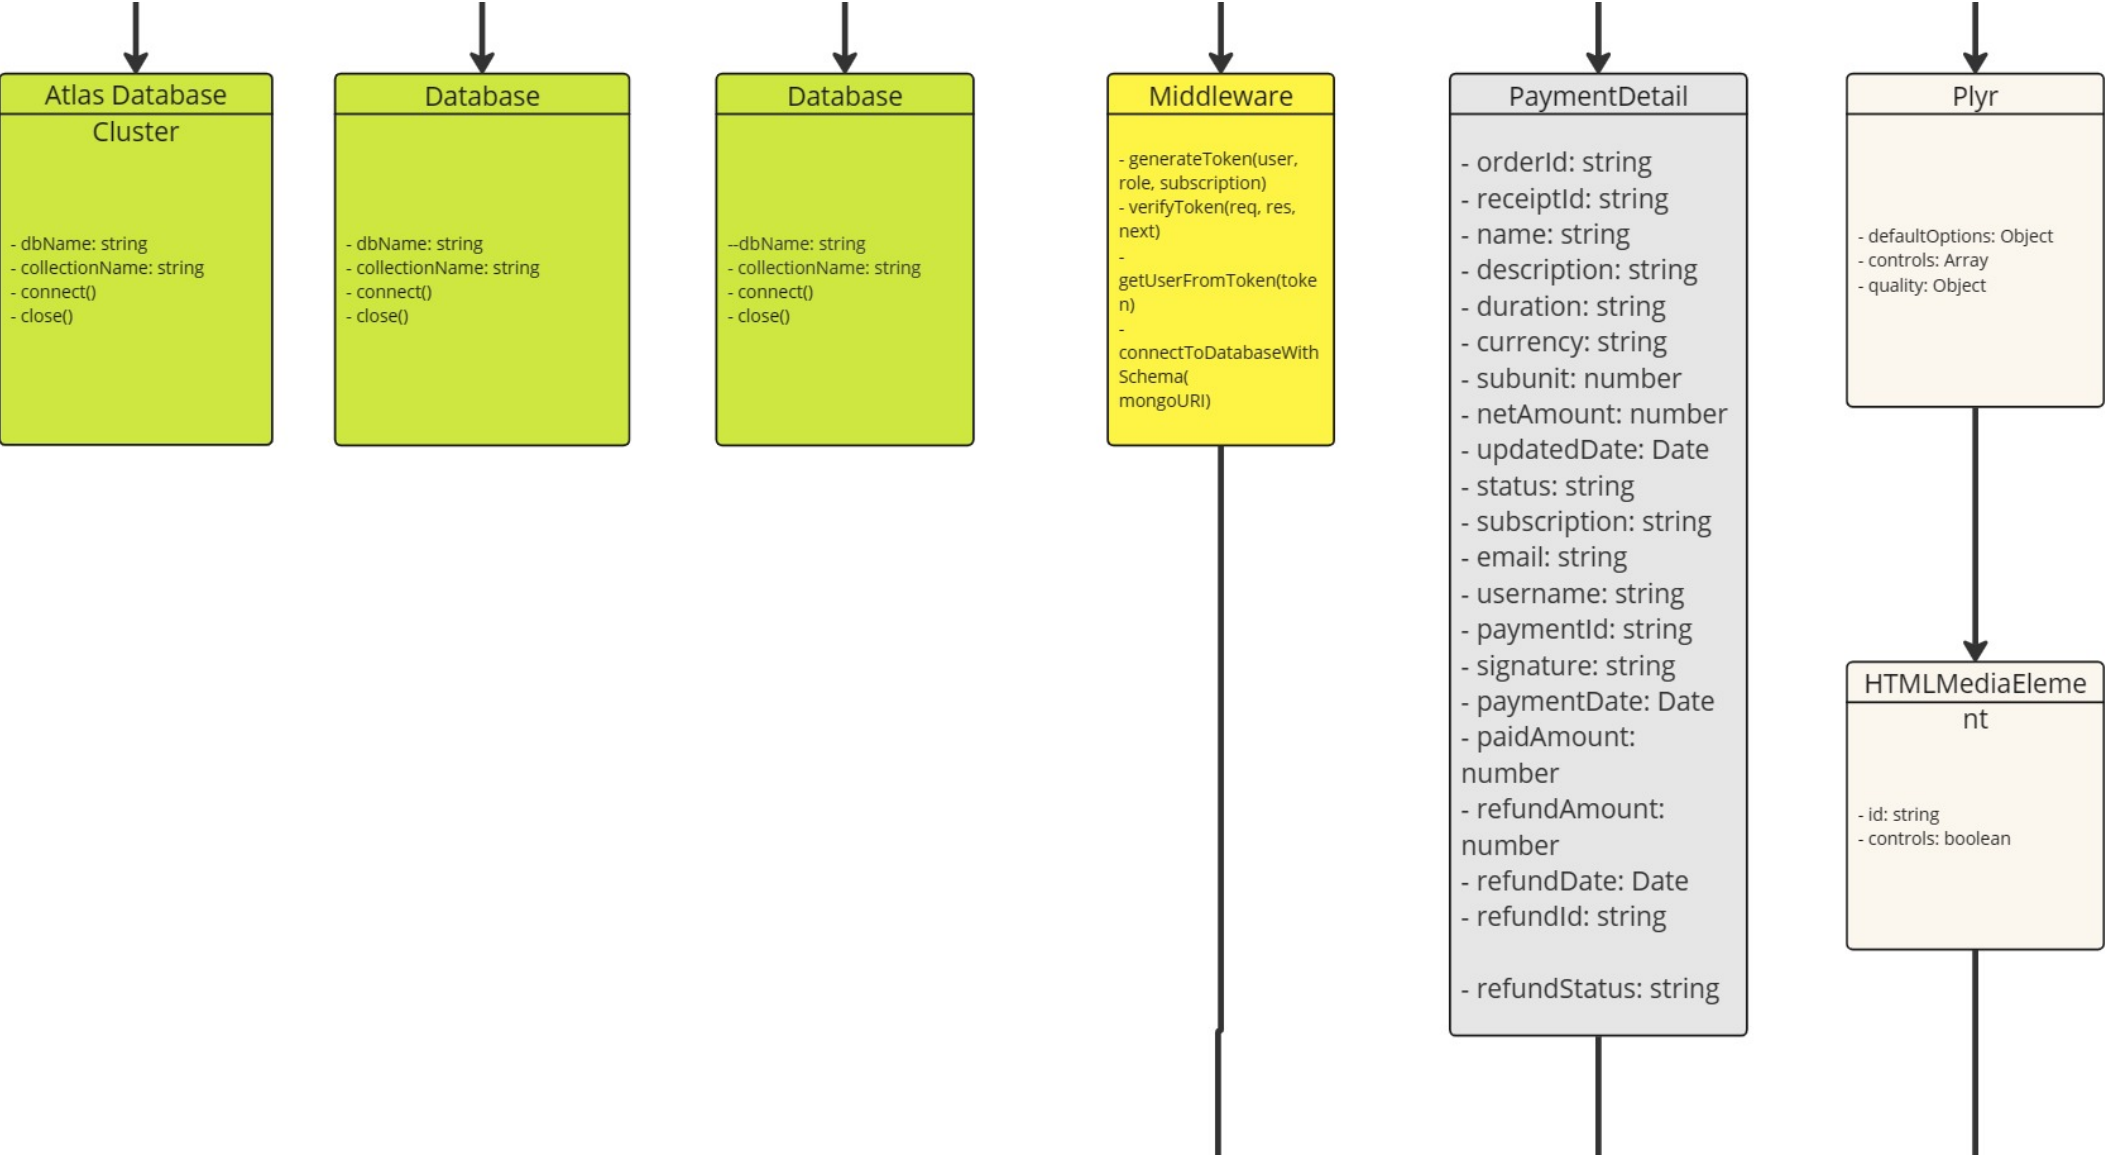 Atlas Database
Cluster
- dbName: string
- collectionName: string
- connect()
- close()
Database
- dbName: string
- collectionName: string
- connect()
- close()
Database
--dbName: string
- collectionName: string
- connect()
- close()
Middleware
- generateToken(user,
role, subscription)
- verifyToken(req, res,
next)
-
getUserFromToken(toke
n)
-
connectToDatabaseWith
Schema(
mongoURI)
PaymentDetail
- orderId: string
- receiptId: string
- name: string
- description: string
- duration: string
- currency: string
- subunit: number
- netAmount: number
- updatedDate: Date
- status: string
- subscription: string
- email: string
- username: string
- paymentId: string
- signature: string
- paymentDate: Date
- paidAmount:
number
- refundAmount:
number
- refundDate: Date
- refundId: string
- refundStatus: string
Plyr
- defaultOptions: Object
- controls: Array
- quality: Object
HTMLMediaEleme
nt
- id: string
- controls: boolean